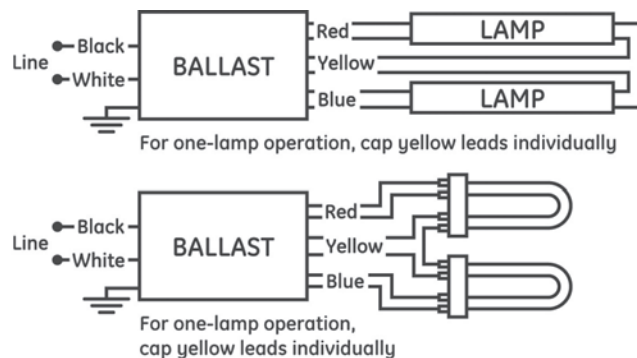 Red
LAMP
Black
Line
BALLAST
Yellow
White
Blue
LAMP
For one-lamp operation, cap yellow leads individually
Red
Black
Line
BALLAST
Yellow
White
Blue
For one-lamp operation,
cap yellow leads individually